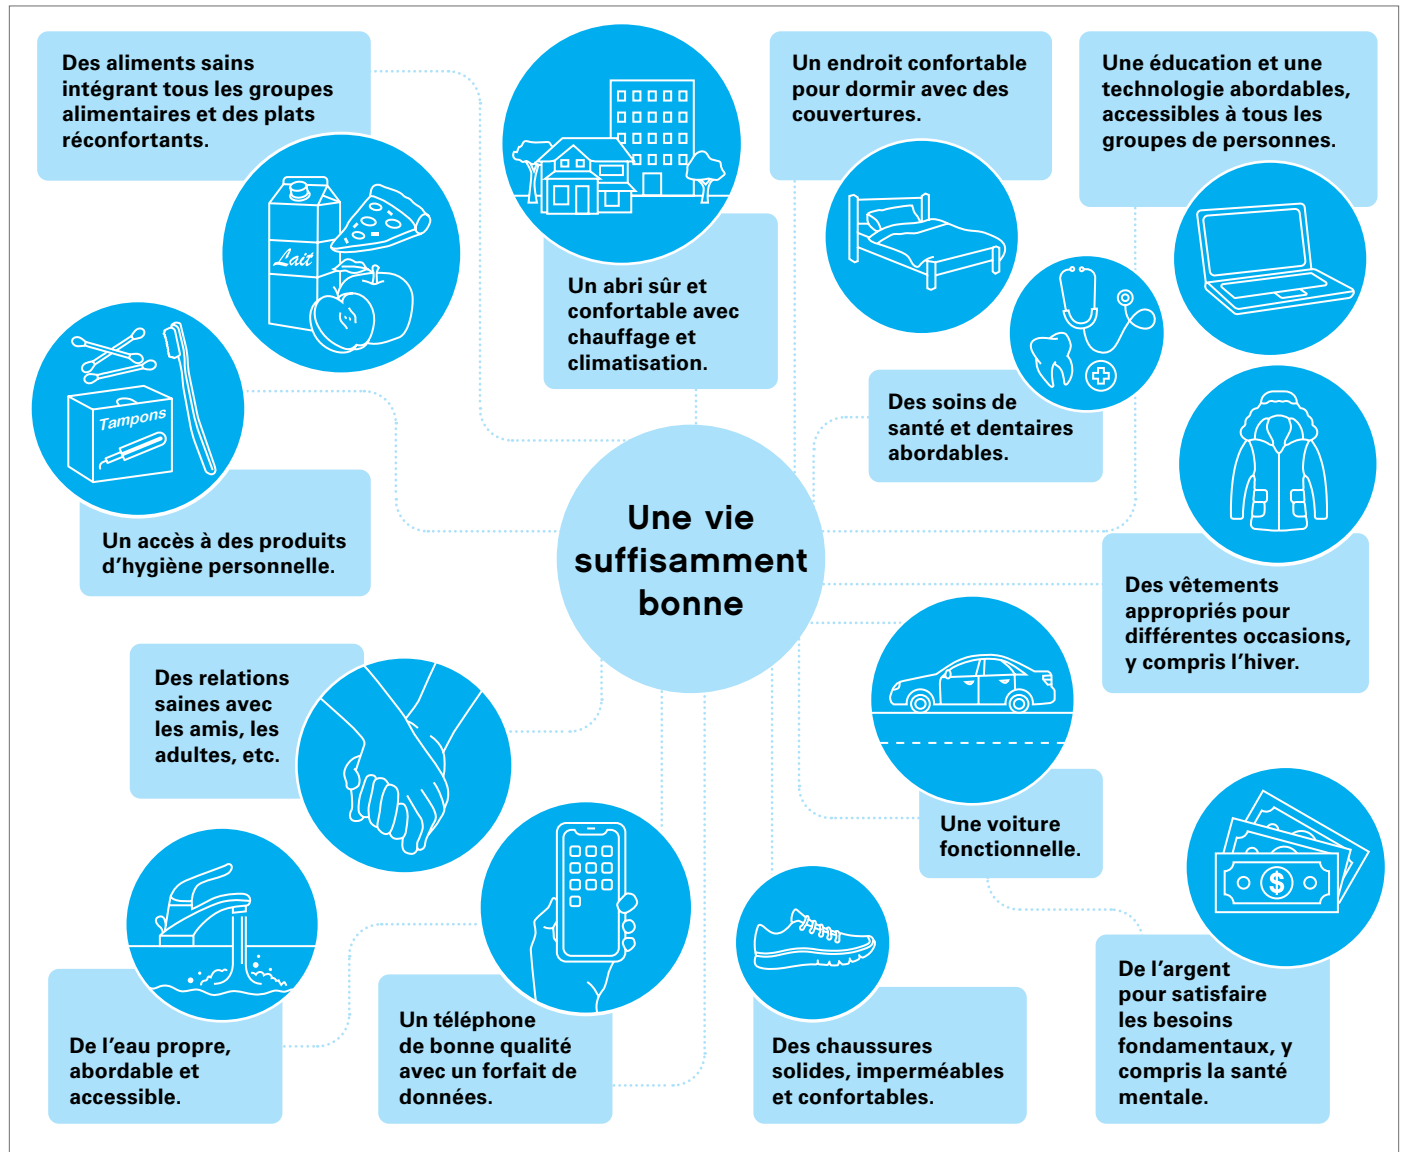 Des aliments sains
intégrant tous les groupes
alimentaires et des plats
réconfortants.
Lait
Un abri sûr et
confortable avec
chauffage et
climatisation.
Un endroit confortable
pour dormir avec des
couvertures.
Une éducation et une
technologie abordables,
accessibles à tous les
groupes de personnes.
Tampons
Un accès à des produits
d’hygiène personnelle.
Des soins de
santé et dentaires
abordables.
Une vie
suffisamment
bonne
Des vêtements
appropriés pour
différentes occasions,
y compris l’hiver.
Des relations
saines avec
les amis, les
adultes, etc.
Une voiture
fonctionnelle.
$
De l’eau propre,
abordable et
accessible.
Un téléphone
de bonne qualité
avec un forfait de
données.
Des chaussures
solides, imperméables
et confortables.
De l’argent
pour satisfaire
les besoins
fondamentaux, y
compris la santé
mentale.